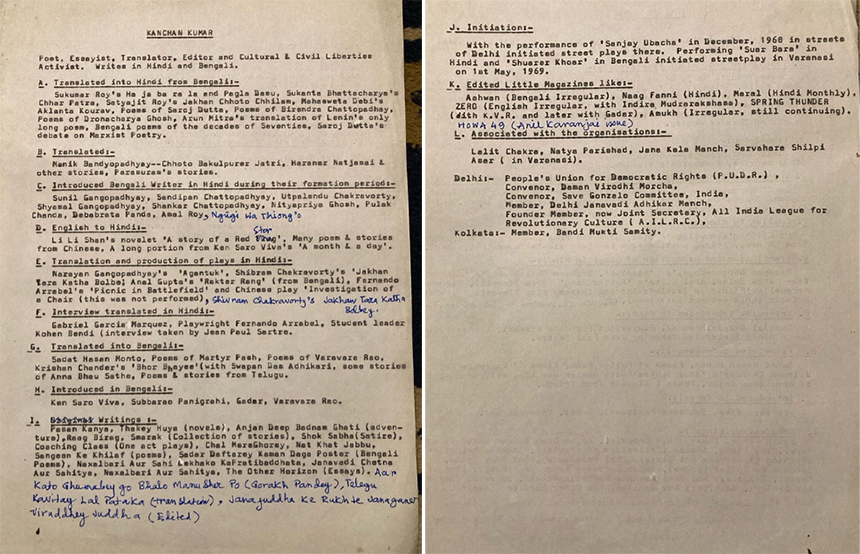 KANCHAN KUMAR
Poet, Essayist, Translator, Editor and Cultural & Civil Liberties
Activist. Writes in Hindi and Bengali.
A. Translated into Hindi from Bengali:-
Sukumar Roy's Ha ja ba ra la and Pagla Dasu, Sukanta Bhattacharya's
Chhar Patra, Satyajit Roy's Jakhan Chhoto Chhilam, Mahasweta Debi's
Aklanta Kourav, Poems of Saroj Dutta, Poems of Birendra Chattopadhay,
Poems of Dronacharya Ghosh, Arun Mitra's translation of Lenin's only
long poem, Bengali poems of the decades of Seventies, Saroj Dutta's
debate on Marxist Poetry.
B. Translated:-
Manik Bandyopadhyay--Chhoto Bakulpurer Jatri, Haraner Natjamai &
other stories, Parasuram's stories.
C. Introduced Bengali Writer in Hindi during their formation period:-
Sunil Gangopadhyay, Sandipan Chattopadhyay, Utpalendu Chakravorty,
Shyamal Gangopadhyay, Shankar Chattopadhyay, Nityapriya Ghosh, Pulak
Chanda, Debabrata Panda, Amal Roy, Ngũgĩ wa Thiong'o
D. English to Hindi:-
Star
Li Li Shan's novelet 'A story of a Red Flag', Many poem & stories
from Chinese, A long portion from Ken Saro Viva's 'A month & a day'.
E. Translation and production of plays in Hindi:-
Narayan Gangopadhyay's 'Agantuk', Shibram Chakravorty's 'Jakhan
Tara Katha Bolbe, Anal Gupta's 'Rakter Rang' (from Bengali), Fernando
Arrabal's 'Picnic in Battlefield' and Chinese play 'Investigation of
a Chair (this was not performed), Shivram Chakravorty's Jakhan Tara Katha
Bolbey.
F. Interview translated in Hindi:-
Gabriel Garcia Marquez, Playwright Fernando Arrabal, Student leader
Kohen Bendi (interview taken by Jean Paul Sartre.
G. Translated into Bengali:-
Sadat Hasan Monto, Poems of Martyr Pash, Poems of Varavara Rao,
Krishan Chander's 'Bhor Bhayee'(with Swapan Das Adhikari, some stories
of Anna Bhau Sathe, Poems & stories from Telugu.
H. Introduced in Bengali:-
Ken Saro Viva, Subbarao Panigrahi, Gadar, Varavara Rao.
I. Original Writings :-
Pasan Kanya, Thakey Huye (novels), Anjan Deep Badnam Ghati (adven-
ture),Raag Birag, Smarak (Collection of stories), Shok Sabha(Satire),
Coaching Class (One act plays), Chal MereGhorey, Nat Khat Jabbu,
Sangeen Ke Khilaf (poems), Sadar Daftarey Kaman Daga Poster (Bengali
Poems), Naxalbari Aur Sahi Lekhako KaPratibaddhata, Janavadi Chetna
Aur Sahitya, Naxalbari Aur Sahitya, The Other Horizon (Essays). Aar
Kato Ghumabey go Bhalo Manusher Po (Gorakh Pandey), Telegu
Kavitay Lal Pataka (translation), Janajuddha Ke Rukh Se Janaganer
Viruddhey Juddha (Edited)
J. Initiation:-
With the performance of 'Sanjay Ubacha' in December, 1968 in streets
of Delhi initiated street plays there. Performing 'Suar Bara' in
Hindi and 'Shuorer Khoar' in Bengali initiated streetplay in Varanasi
on 1st May, 1969.
K. Edited Little Magazines like:-
Aahwan (Bengali Irregular), Naag Fanni (Hindi), Maral (Hindi Monthly),
ZERO (English Irregular, with Indira Mudrarakshasa), SPRING THUNDER
(With K.V.R. and later with Gadar), Amukh (Irregular, still continuing).
HOWA 49 (Anil Karanjai issue)
L. Associated with the organisations:-
Lalit Chakra, Natya Parishad, Jana Kala Manch, Sarvahara Shilpi
Asar ( in Varanasi).
Delhi:- People's Union for Democratic Rights (P.U.D.R.) ,
Convenor, Daman Virodhi Morcha,
Convenor, Save Gonzalo Committee, India,
Member, Delhi Janavadi Adhikar Manch,
Founder Member, now Joint Secretary, All India League for
Revolutionary Culture ( A.I.L.R.C.),
Kolkata:- Member, Bandi Mukti Samity.